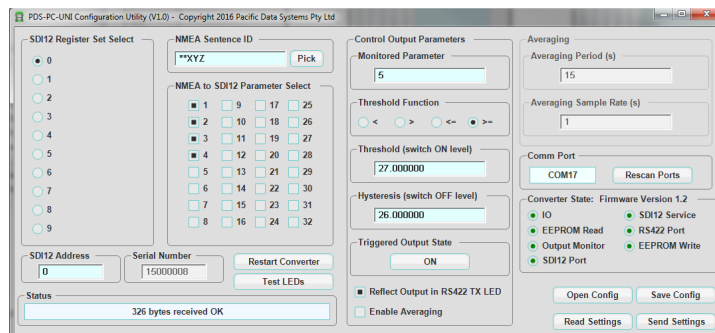 PDS-PC-UNI Configuration Utility (V1.0) - Copyright 2016 Pacific Data Systems Pty Ltd
SDI12 Register Set Select
0
1
2
3
4
5
6
7
8
9
SDI12 Address
0
Serial Number
15000008
NMEA Sentence ID
**XYZ
Pick
NMEA to SDI12 Parameter Select
1 9 17 25
2 10 18 26
3 11 19 27
4 12 20 28
5 13 21 29
6 14 22 30
7 15 23 31
8 16 24 32
Restart Converter
Test LEDs
Status
326 bytes received OK
Control Output Parameters
Monitored Parameter
5
Threshold Function
< > <= >=
Threshold (switch ON level)
27.000000
Hysteresis (switch OFF level)
26.000000
Triggered Output State
ON
Reflect Output in RS422 TX LED
Enable Averaging
Averaging
Averaging Period (s)
15
Averaging Sample Rate (s)
1
Comm Port
COM17
Rescan Ports
Converter State: Firmware Version 1.2
IO SDI12 Service
EEPROM Read RS422 Port
Output Monitor EEPROM Write
SDI12 Port
Open Config Save Config
Read Settings Send Settings